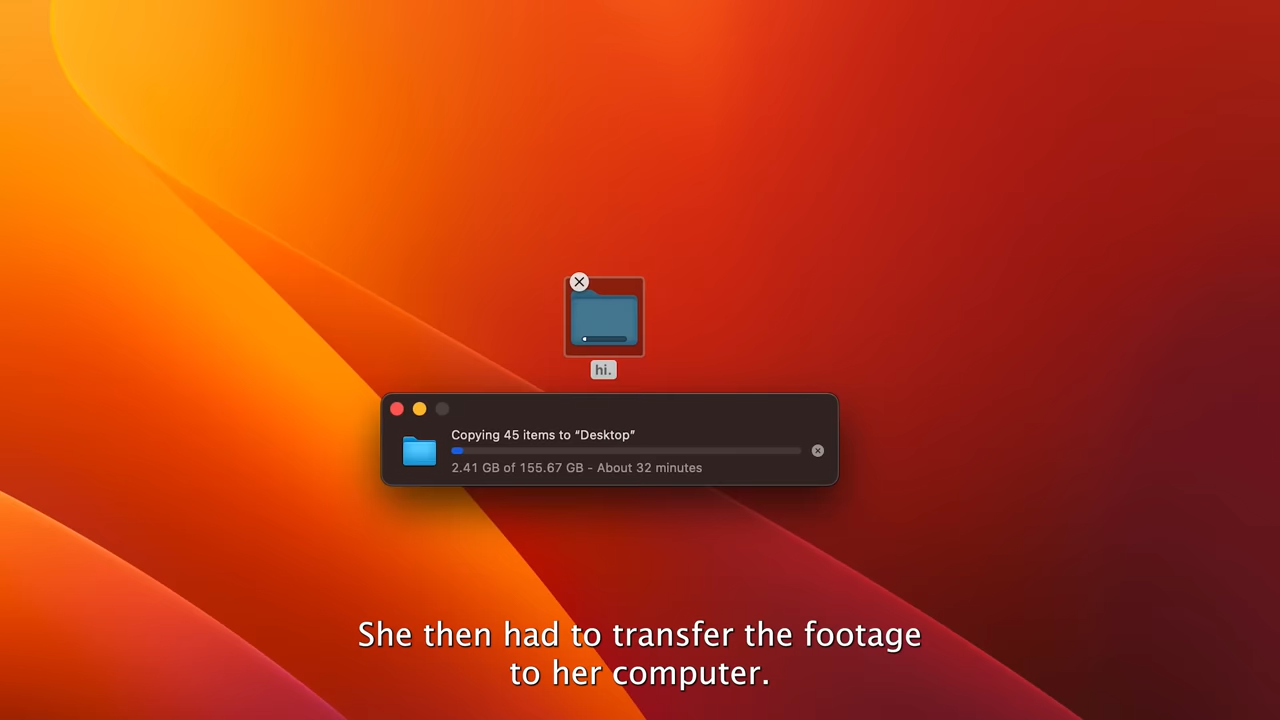 hi.
Copying 45 items to “Desktop”
2.41 GB of 155.67 GB - About 32 minutes
She then had to transfer the footage
to her computer.